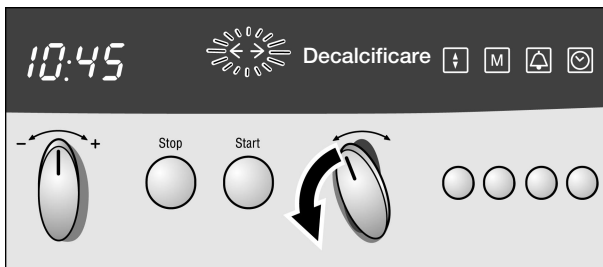 10:45
Decalcificare
M
- +
Stop
Start